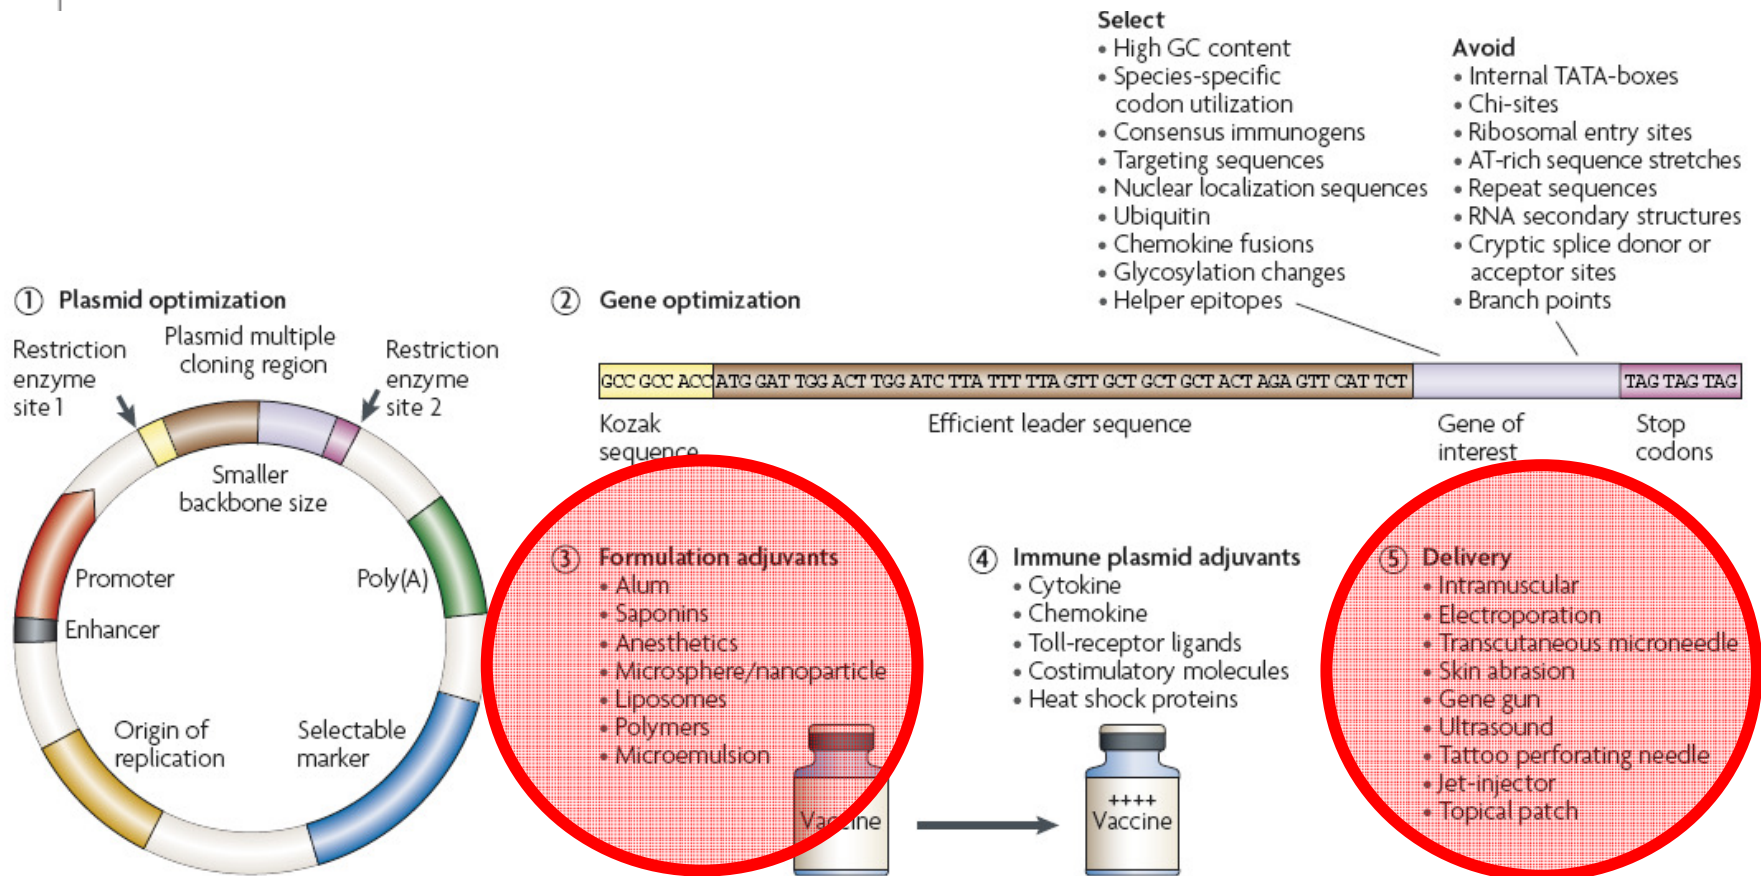 Select
• High GC content
• Species-specific
codon utilization
• Consensus immunogens
• Targeting sequences
• Nuclear localization sequences
• Ubiquitin
• Chemokine fusions
• Glycosylation changes
• Helper epitopes
Avoid
• Internal TATA-boxes
• Chi-sites
• Ribosomal entry sites
• AT-rich sequence stretches
• Repeat sequences
• RNA secondary structures
• Cryptic splice donor or
acceptor sites
• Branch points
① Plasmid optimization
Restriction
enzyme
site 1
Plasmid multiple
cloning region
Restriction
enzyme
site 2
Smaller
backbone size
Promoter
Poly(A)
Enhancer
Origin of
replication
Selectable
marker
② Gene optimization
GCC GCC ACC ATG GAT TGG ACT TGG ATC TTA TTT TTA GTT GCT GCT GCT ACT AGA GTT CAT TCT
TAG TAG TAG
Kozak
sequence
Efficient leader sequence
Gene of
interest
Stop
codons
③ Formulation adjuvants
• Alum
• Saponins
• Anesthetics
• Microsphere/nanoparticle
• Liposomes
• Polymers
• Microemulsion
Vaccine
④ Immune plasmid adjuvants
• Cytokine
• Chemokine
• Toll-receptor ligands
• Costimulatory molecules
• Heat shock proteins
++++
Vaccine
⑤ Delivery
• Intramuscular
• Electroporation
• Transcutaneous microneedle
• Skin abrasion
• Gene gun
• Ultrasound
• Tattoo perforating needle
• Jet-injector
• Topical patch